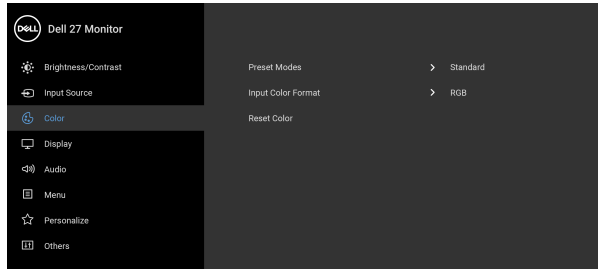 DELL Dell 27 Monitor
Brightness/Contrast
Preset Modes Standard
Input Source
Input Color Format RGB
Color
Reset Color
Display
Audio
Menu
Personalize
Others